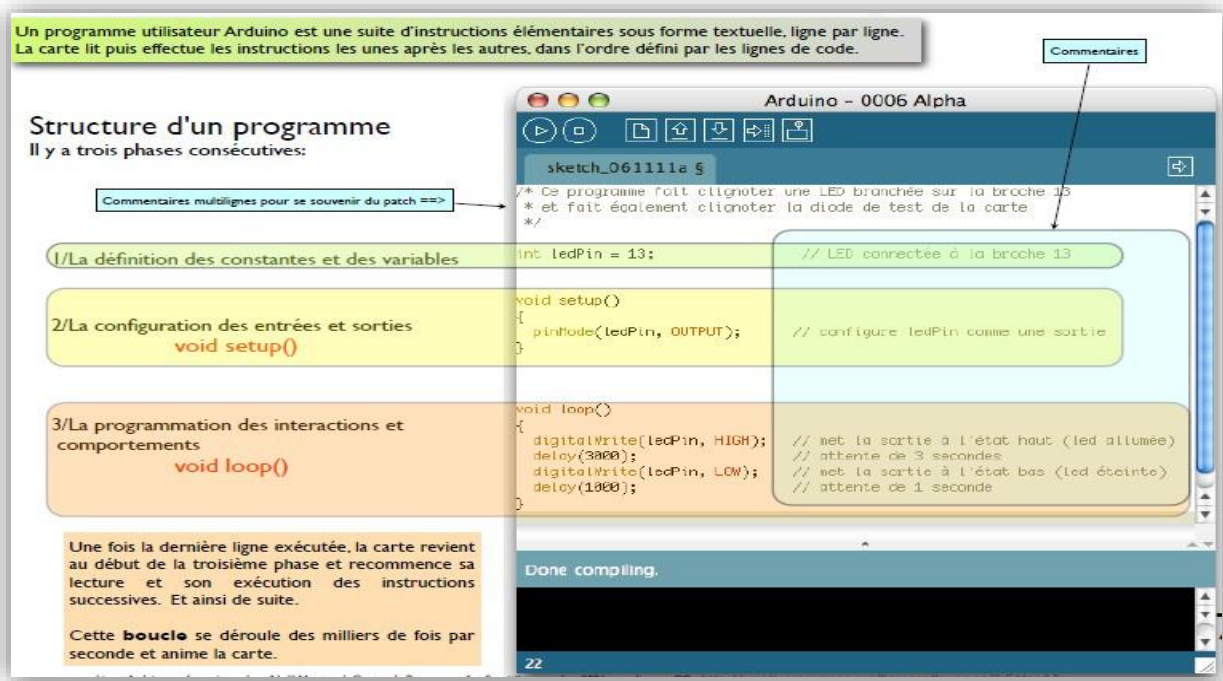 Un programme utilisateur Arduino est une suite d'instructions élémentaires sous forme textuelle, ligne par ligne.
La carte lit puis effectue les instructions les unes après les autres, dans l'ordre défini par les lignes de code.
Commentaires
Structure d'un programme
Il y a trois phases consécutives:
Commentaires multilignes pour se souvenir du patch ==>
1/La définition des constantes et des variables
2/La configuration des entrées et sorties
void setup()
3/La programmation des interactions et
comportements
void loop()
Une fois la dernière ligne exécutée, la carte revient
au début de la troisième phase et recommence sa
lecture et son exécution des instructions
successives. Et ainsi de suite.
Cette boucle se déroule des milliers de fois par
seconde et anime la carte.
Arduino - 0006 Alpha
sketch_061111a §
/* Ce programme fait clignoter une LED branchée sur la broche 13
* et fait également clignoter la diode de test de la carte
*/
int ledPin = 13; // LED connectée à la broche 13
void setup()
{
pinMode(ledPin, OUTPUT); // configure ledPin comme une sortie
}
void loop()
{
digitalWrite(ledPin, HIGH); // met la sortie à l'état haut (led allumée)
delay(3000); // attente de 3 secondes
digitalWrite(ledPin, LOW); // met la sortie à l'état bas (led éteinte)
delay(1000); // attente de 1 seconde
}
Done compiling.
22